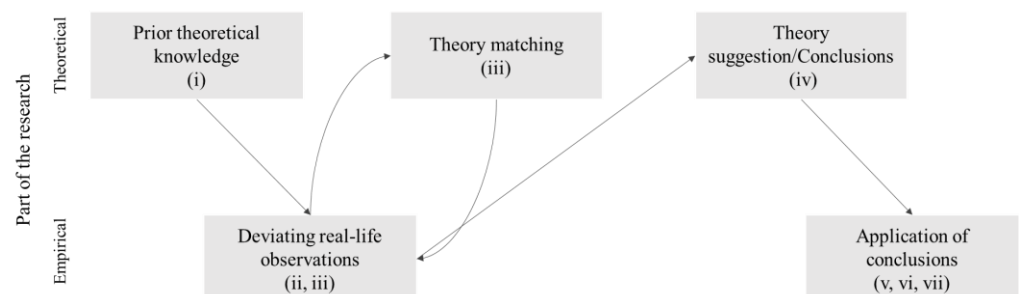 Part of the research
Theoretical
Empirical
Prior theoretical
knowledge
(i)
Theory matching
(iii)
Theory
suggestion/Conclusions
(iv)
Deviating real-life
observations
(ii, iii)
Application of
conclusions
(v, vi, vii)